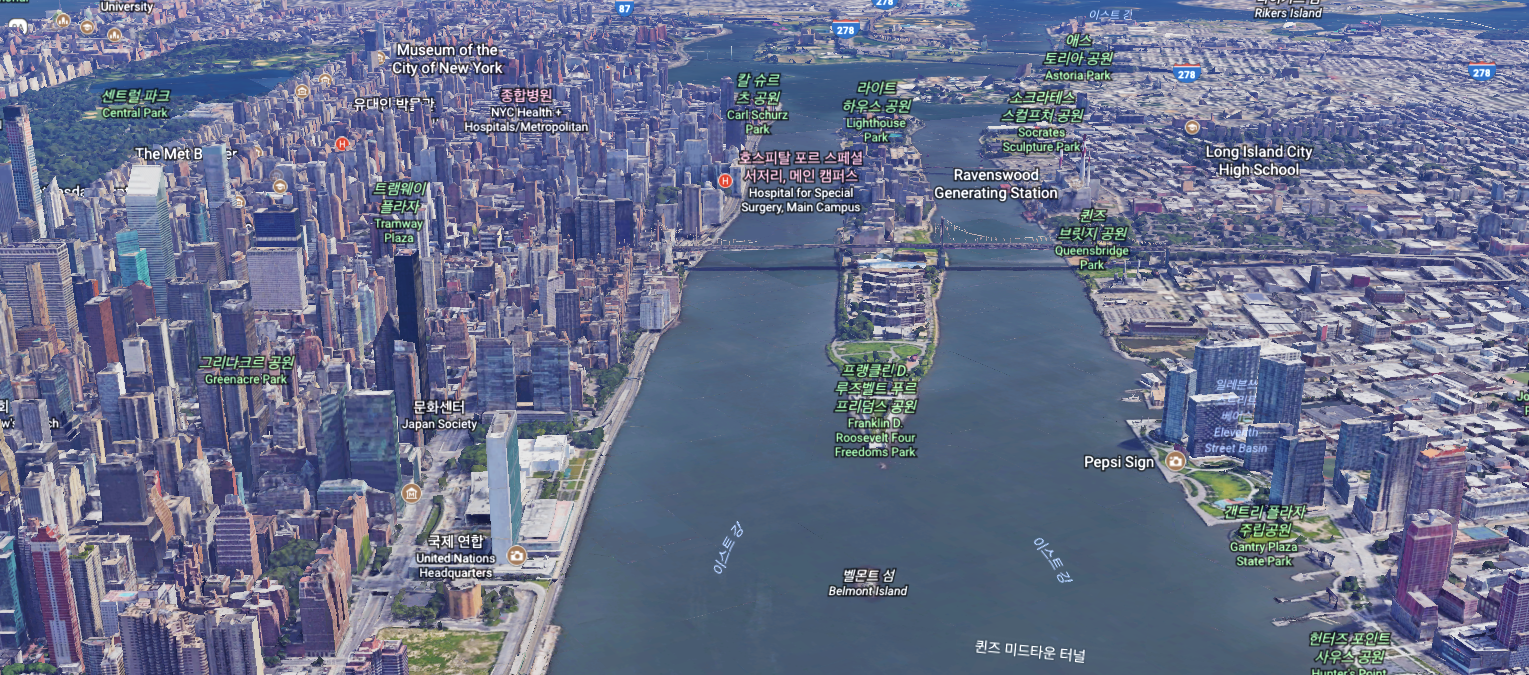 University
87
278
278
이스트 강
Rikers Island
Museum of the
City of New York
애스
토리아 공원
Astoria Park
278
278
센트럴 파크
Central Park
유대인 박물관
종합병원
NYC Health +
Hospitals/Metropolitan
칼 슈르
츠 공원
Carl Schurz
Park
라이트
하우스 공원
Lighthouse
Park
소크라테스
스컬프처 공원
Socrates
Sculpture Park
The Met
H
호스피탈 포르 스페셜
서저리, 메인 캠퍼스
Hospital for Special
Surgery, Main Campus
H
Ravenswood
Generating Station
Long Island City
High School
트램웨이
플라자
Tramway
Plaza
퀸즈
브릿지 공원
Queensbridge
Park
그리나크르 공원
Greenacre Park
프랭클린 D.
루즈벨트 포르
프리덤스 공원
Franklin D.
Roosevelt Four
Freedoms Park
문화센터
Japan Society
Eleventh
Street Basin
Pepsi Sign
국제 연합
United Nations
Headquarters
이스트 강
이스트 강
벨몬트 섬
Belmont Island
갠트리 플라자
주립공원
Gantry Plaza
State Park
퀸즈 미드타운 터널
헌터즈 포인트
사우스 공원
Hunter's Point